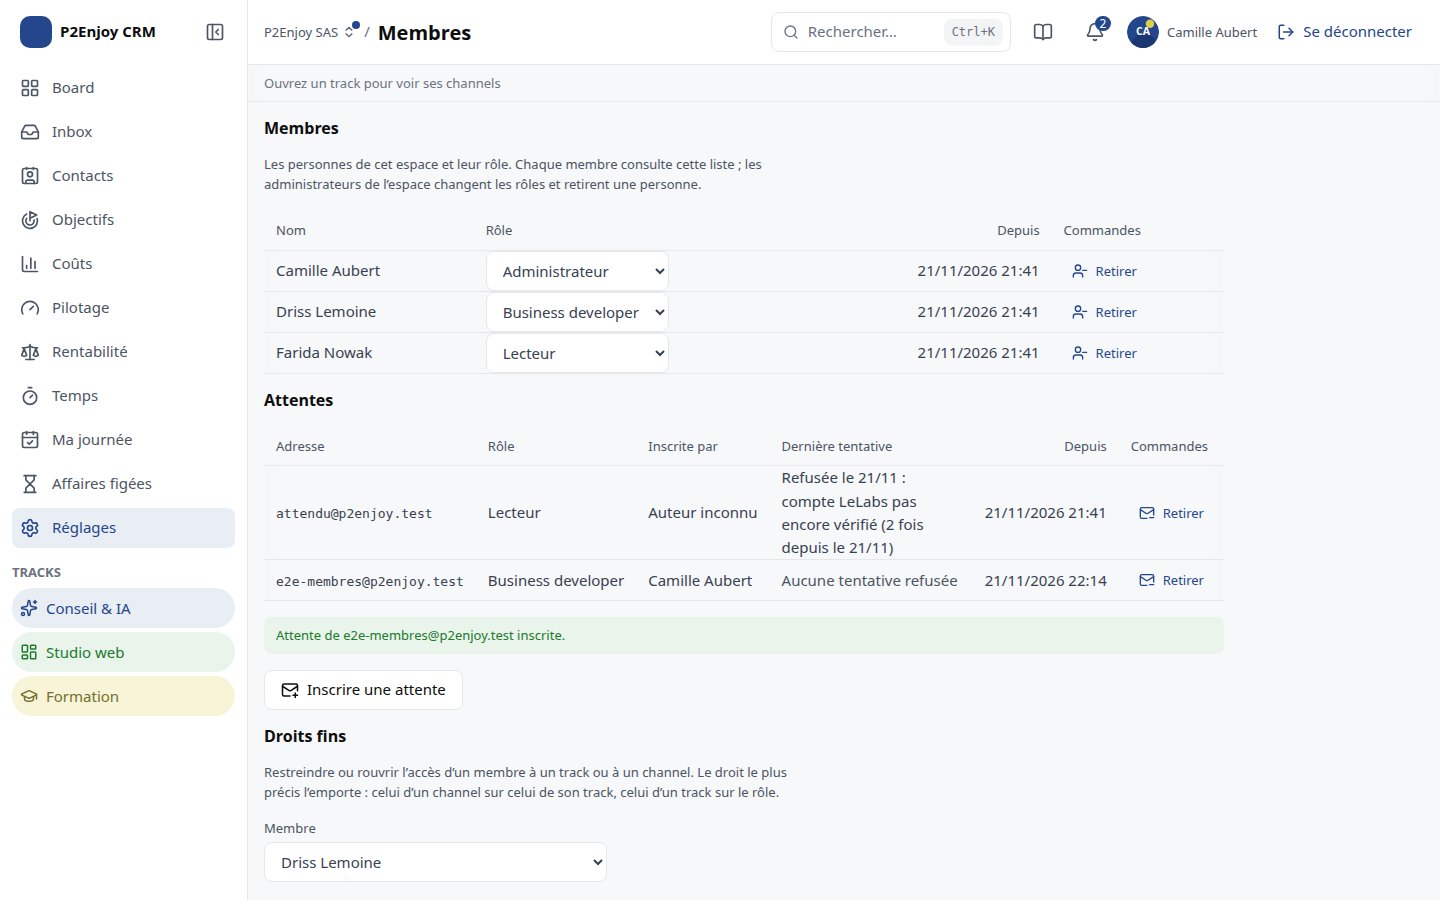 P2Enjoy CRM
P2Enjoy SAS / Membres
Rechercher... Ctrl+K
2
CA
Camille Aubert
Se déconnecter
Board
Inbox
Contacts
Objectifs
Coûts
Pilotage
Rentabilité
Temps
Ma journée
Affaires figées
Réglages
TRACKS
Conseil & IA
Studio web
Formation
Ouvrez un track pour voir ses channels
Membres
Les personnes de cet espace et leur rôle. Chaque membre consulte cette liste ; les
administrateurs de l’espace changent les rôles et retirent une personne.
Nom Rôle Depuis Commandes
Camille Aubert Administrateur 21/11/2026 21:41 Retirer
Driss Lemoine Business developer 21/11/2026 21:41 Retirer
Farida Nowak Lecteur 21/11/2026 21:41 Retirer
Attentes
Adresse Rôle Inscrite par Dernière tentative Depuis Commandes
attendu@p2enjoy.test Lecteur Auteur inconnu
Refusée le 21/11 :
compte LeLabs pas
encore vérifié (2 fois
depuis le 21/11)
21/11/2026 21:41 Retirer
e2e-membres@p2enjoy.test Business developer Camille Aubert Aucune tentative refusée 21/11/2026 22:14 Retirer
Attente de e2e-membres@p2enjoy.test inscrite.
Inscrire une attente
Droits fins
Restreindre ou rouvrir l’accès d’un membre à un track ou à un channel. Le droit le plus
précis l’emporte : celui d’un channel sur celui de son track, celui d’un track sur le rôle.
Membre
Driss Lemoine